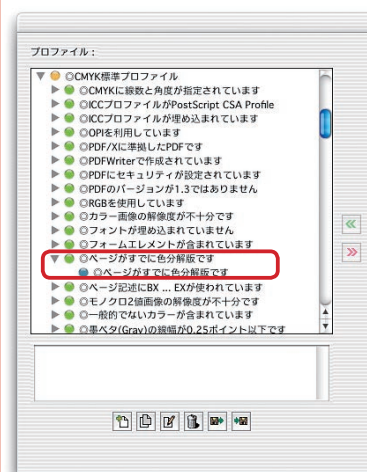 プロファイル：
◎CMYK標準プロファイル
◎CMYKに線数と角度が指定されています
◎ICCプロファイルがPostScript CSA Profile
◎ICCプロファイルが埋め込まれています
◎OPIを利用しています
◎PDF/Xに準拠したPDFです
◎PDFWriterで作成されています
◎PDFにセキュリティが設定されています
◎PDFのバージョンが1.3ではありません
◎RGBを使用しています
◎カラー画像の解像度が不十分です
◎フォントが埋め込まれていません
◎フォームエレメントが含まれています
◎ページがすでに色分解版です
◎ページがすでに色分解版です
◎ページ記述にBX ... EXが使われています
◎モノクロ2値画像の解像度が不十分です
◎一般的でないカラーが含まれています
◎墨ベタ(Gray)の線幅が0.25ポイント以下です